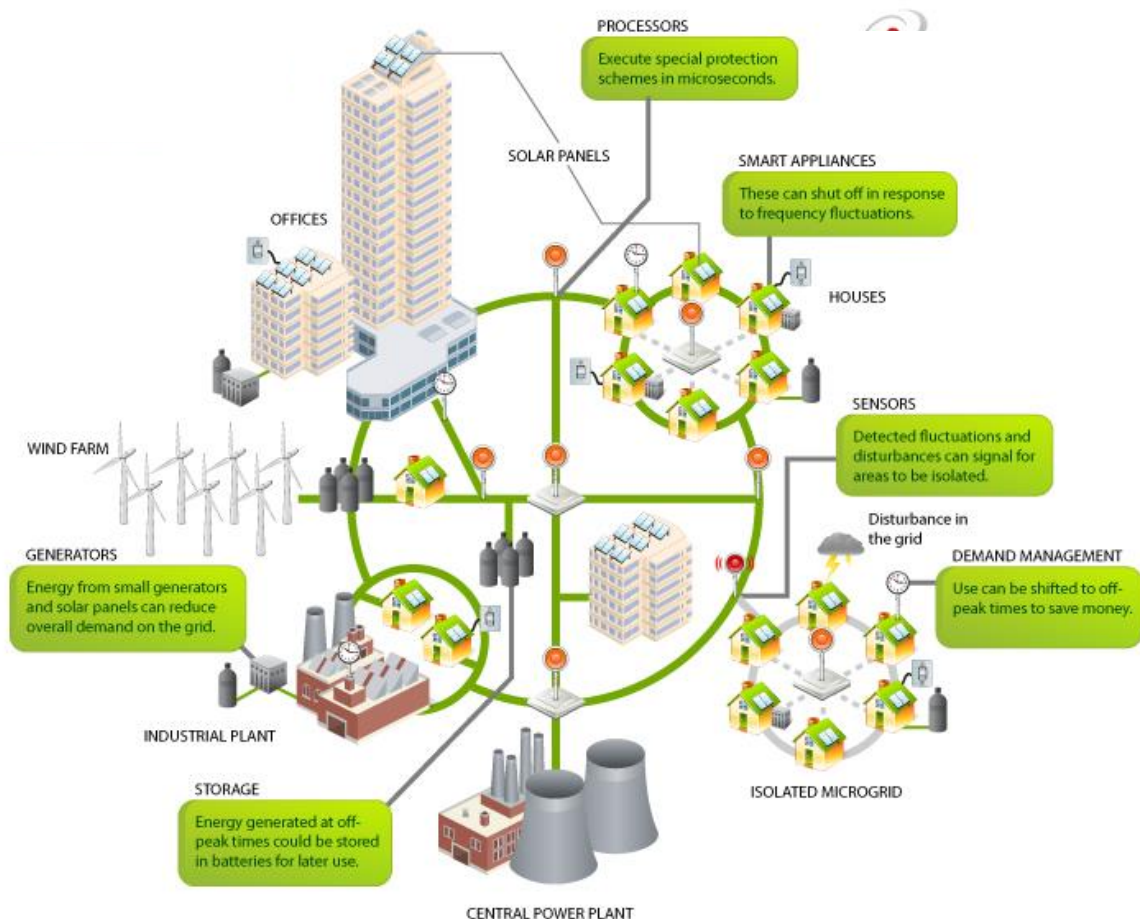 PROCESSORS
Execute special protection
schemes in microseconds.
SOLAR PANELS
SMART APPLIANCES
These can shut off in response
to frequency fluctuations.
OFFICES
HOUSES
SENSORS
Detected fluctuations and
disturbances can signal for
areas to be isolated.
WIND FARM
Disturbance in
the grid
GENERATORS
Energy from small generators
and solar panels can reduce
overall demand on the grid.
DEMAND MANAGEMENT
Use can be shifted to off-
peak times to save money.
INDUSTRIAL PLANT
STORAGE
Energy generated at off-
peak times could be stored
in batteries for later use.
ISOLATED MICROGRID
CENTRAL POWER PLANT